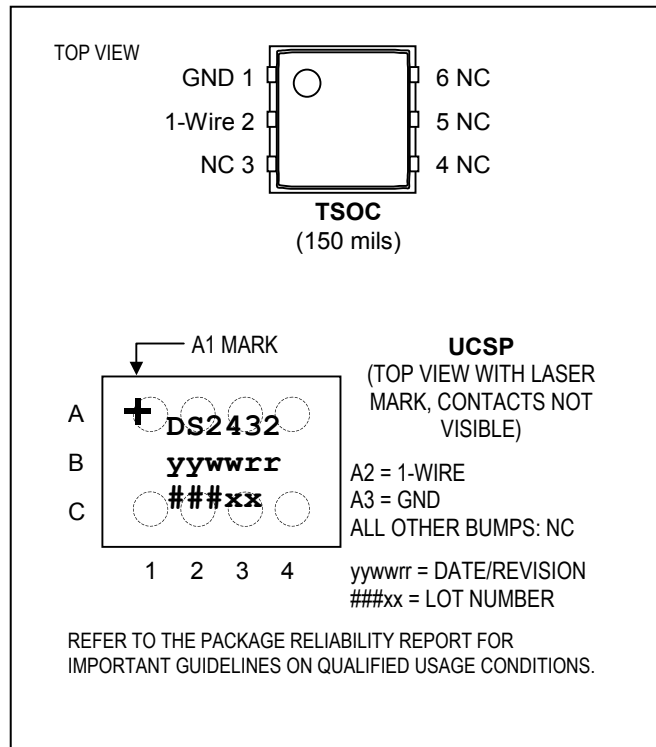 TOP VIEW
GND 1
6 NC
1-Wire 2
5 NC
NC 3
4 NC
TSOC
(150 mils)
A1 MARK
UCSP
(TOP VIEW WITH LASER
MARK, CONTACTS NOT
VISIBLE)
A
+
DS2432
B
yywwrr
C
###xx
1 2 3 4
A2 = 1-WIRE
A3 = GND
ALL OTHER BUMPS: NC
yywwrr = DATE/REVISION
###xx = LOT NUMBER
REFER TO THE PACKAGE RELIABILITY REPORT FOR
IMPORTANT GUIDELINES ON QUALIFIED USAGE CONDITIONS.